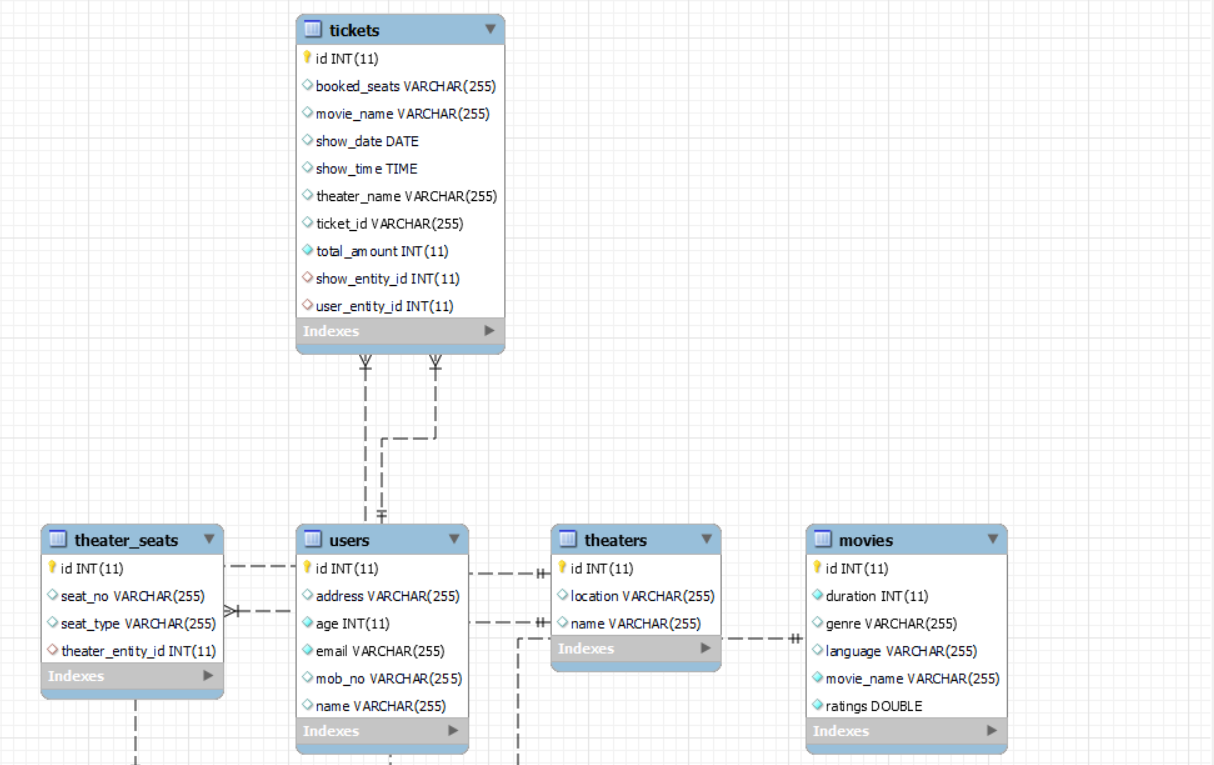 tickets
id INT(11)
booked_seats VARCHAR(255)
movie_name VARCHAR(255)
show_date DATE
show_time TIME
theater_name VARCHAR(255)
ticket_id VARCHAR(255)
total_amount INT(11)
show_entity_id INT(11)
user_entity_id INT(11)
Indexes
theater_seats
id INT(11)
seat_no VARCHAR(255)
seat_type VARCHAR(255)
theater_entity_id INT(11)
Indexes
users
id INT(11)
address VARCHAR(255)
age INT(11)
email VARCHAR(255)
mob_no VARCHAR(255)
name VARCHAR(255)
Indexes
theaters
id INT(11)
location VARCHAR(255)
name VARCHAR(255)
Indexes
movies
id INT(11)
duration INT(11)
genre VARCHAR(255)
language VARCHAR(255)
movie_name VARCHAR(255)
ratings DOUBLE
Indexes